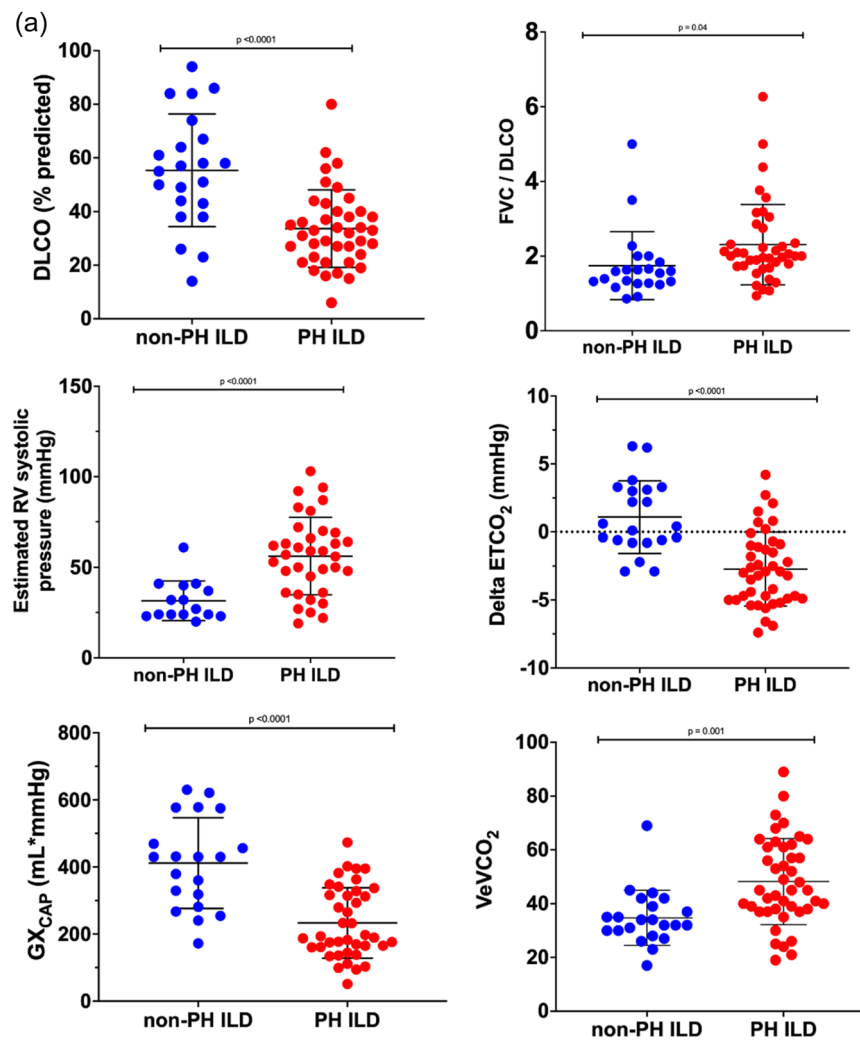 (a)
p <0.0001
DLCO (% predicted)
100
80
60
40
20
0
non-PH ILD
PH ILD
p = 0.04
FVC / DLCO
8
6
4
2
0
non-PH ILD
PH ILD
p <0.0001
Estimated RV systolic
pressure (mmHg)
150
100
50
0
non-PH ILD
PH ILD
p <0.0001
Delta ETCO₂ (mmHg)
10
5
0
-5
-10
non-PH ILD
PH ILD
p <0.0001
GX_CAP (mL*mmHg)
800
600
400
200
0
non-PH ILD
PH ILD
p = 0.001
VeVCO₂
100
80
60
40
20
0
non-PH ILD
PH ILD